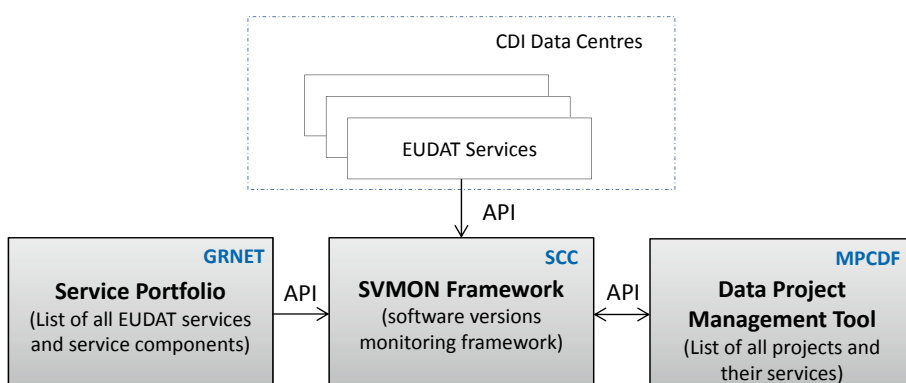 CDI Data Centres
EUDAT Services
API
GRNET
Service Portfolio
(List of all EUDAT services
and service components)
API
SCC
SVMON Framework
(software versions
monitoring framework)
API
MPCDF
Data Project
Management Tool
(List of all projects and
their services)